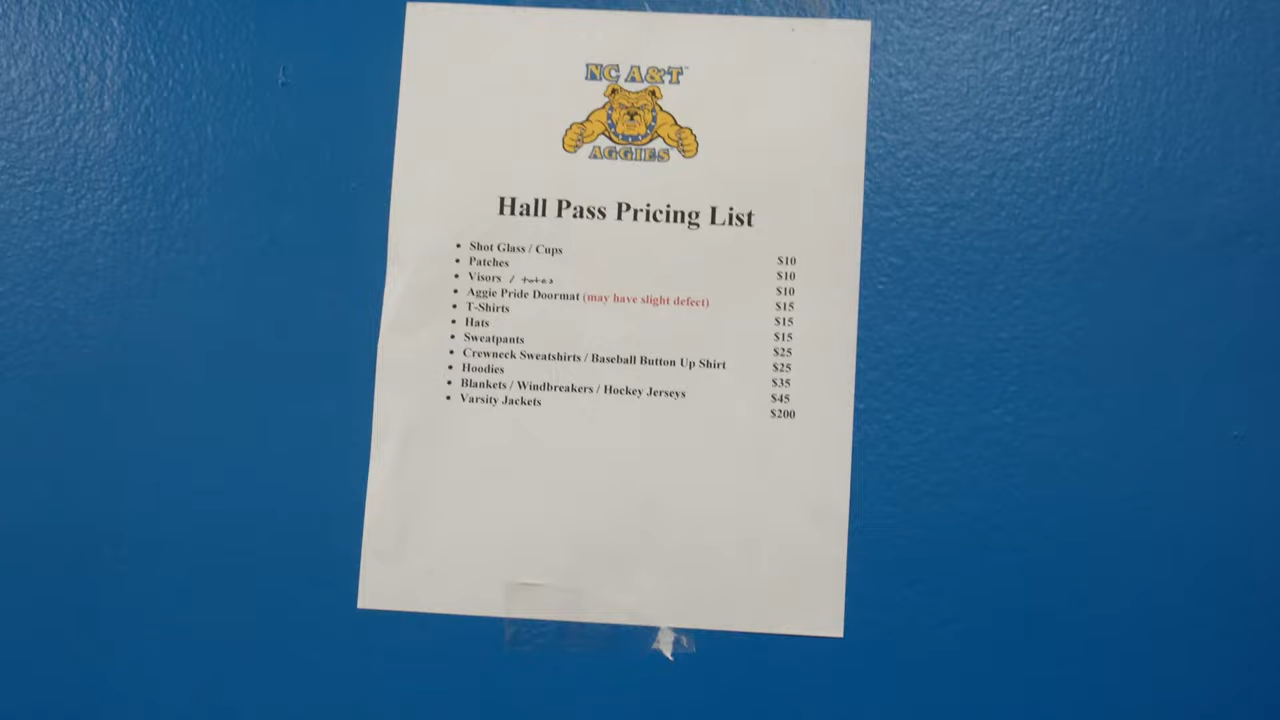 NC A&T™
AGGIES
Hall Pass Pricing List
• Shot Glass / Cups $10
• Patches $10
• Visors / totes $10
• Aggie Pride Doormat (may have slight defect) $15
• T-Shirts $15
• Hats $15
• Sweatpants $25
• Crewneck Sweatshirts / Baseball Button Up Shirt $25
• Hoodies $35
• Blankets / Windbreakers / Hockey Jerseys $45
• Varsity Jackets $200